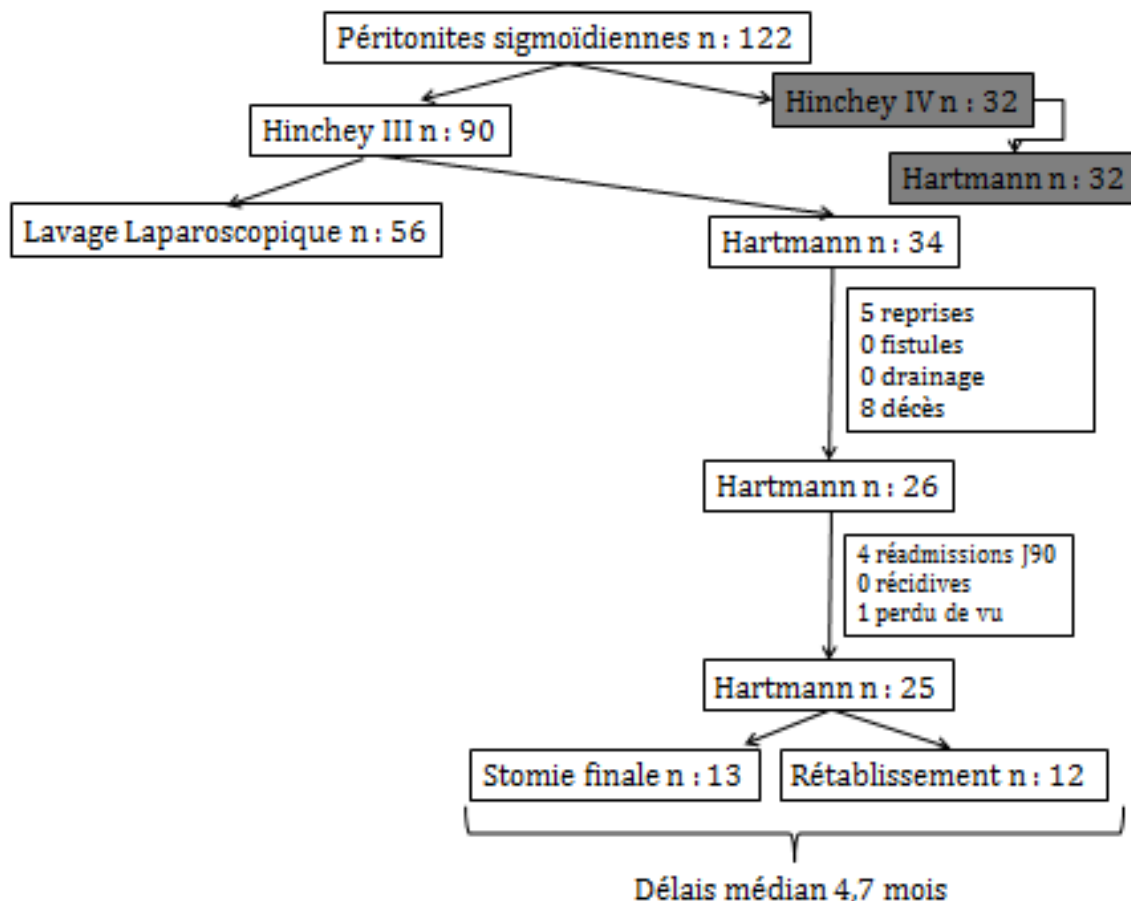 Péritonites sigmoïdiennes n : 122
Hinchey IV n : 32
Hinchey III n : 90
Hartmann n : 32
Lavage Laparoscopique n : 56
Hartmann n : 34
5 reprises
0 fistules
0 drainage
8 décès
Hartmann n : 26
4 réadmissions J90
0 récidives
1 perdu de vu
Hartmann n : 25
Stomie finale n : 13
Rétablissement n : 12
Délais médian 4,7 mois